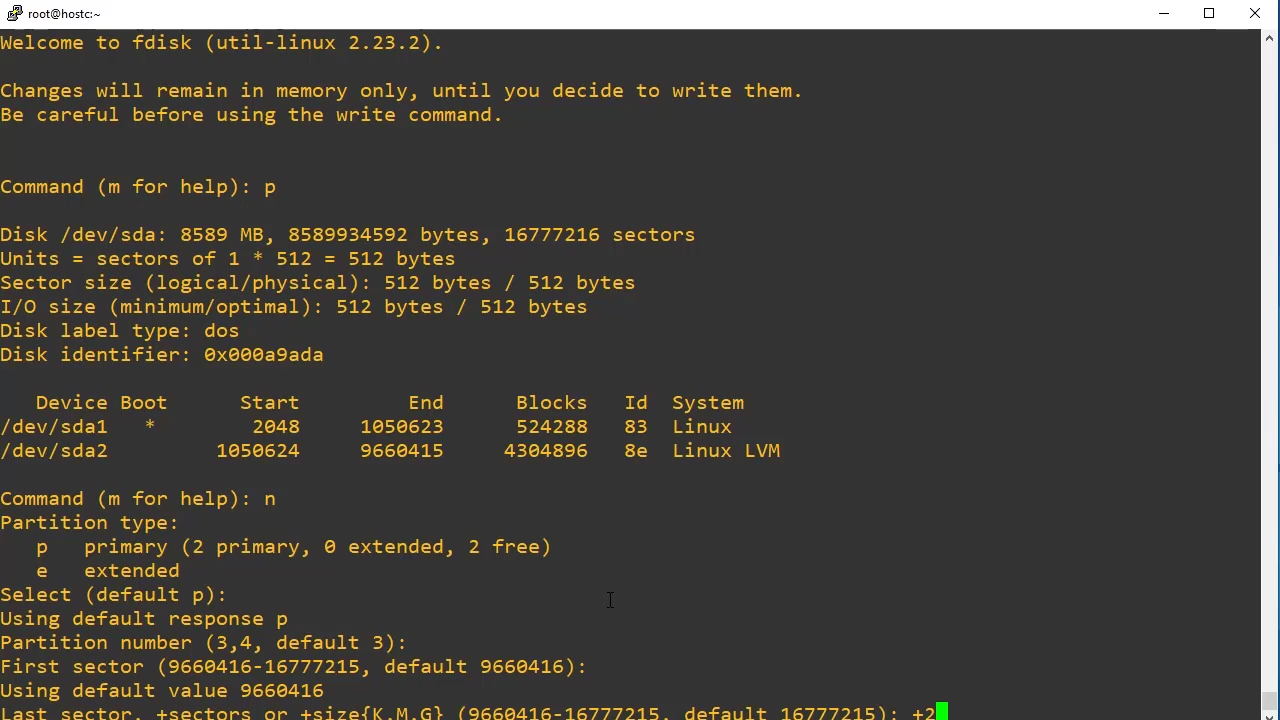 root@hostc:~
Welcome to fdisk (util-linux 2.23.2).
Changes will remain in memory only, until you decide to write them.
Be careful before using the write command.
Command (m for help): p
Disk /dev/sda: 8589 MB, 8589934592 bytes, 16777216 sectors
Units = sectors of 1 * 512 = 512 bytes
Sector size (logical/physical): 512 bytes / 512 bytes
I/O size (minimum/optimal): 512 bytes / 512 bytes
Disk label type: dos
Disk identifier: 0x000a9ada
Device Boot Start End Blocks Id System
/dev/sda1 * 2048 1050623 524288 83 Linux
/dev/sda2 1050624 9660415 4304896 8e Linux LVM
Command (m for help): n
Partition type:
p primary (2 primary, 0 extended, 2 free)
e extended
Select (default p):
Using default response p
Partition number (3,4, default 3):
First sector (9660416-16777215, default 9660416):
Using default value 9660416
Last sector, +sectors or +size{K,M,G} (9660416-16777215, default 16777215): +2